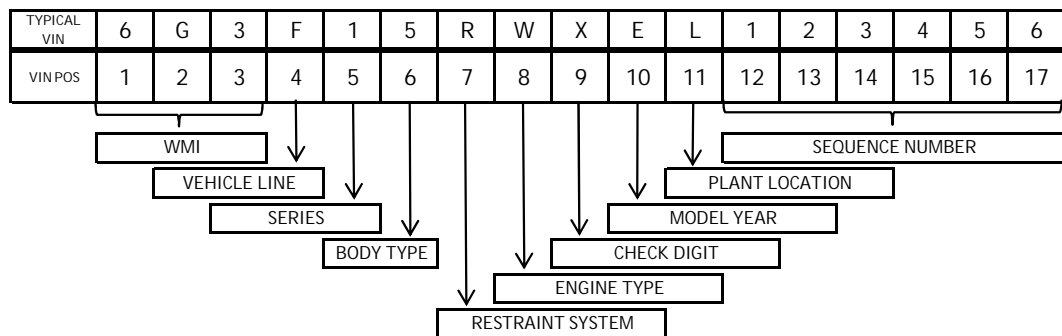 TYPICAL VIN 6 G 3 F 1 5 R W X E L 1 2 3 4 5 6
VIN POS 1 2 3 4 5 6 7 8 9 10 11 12 13 14 15 16 17
WMI SEQUENCE NUMBER
VEHICLE LINE PLANT LOCATION
SERIES MODEL YEAR
BODY TYPE CHECK DIGIT
ENGINE TYPE
RESTRAINT SYSTEM